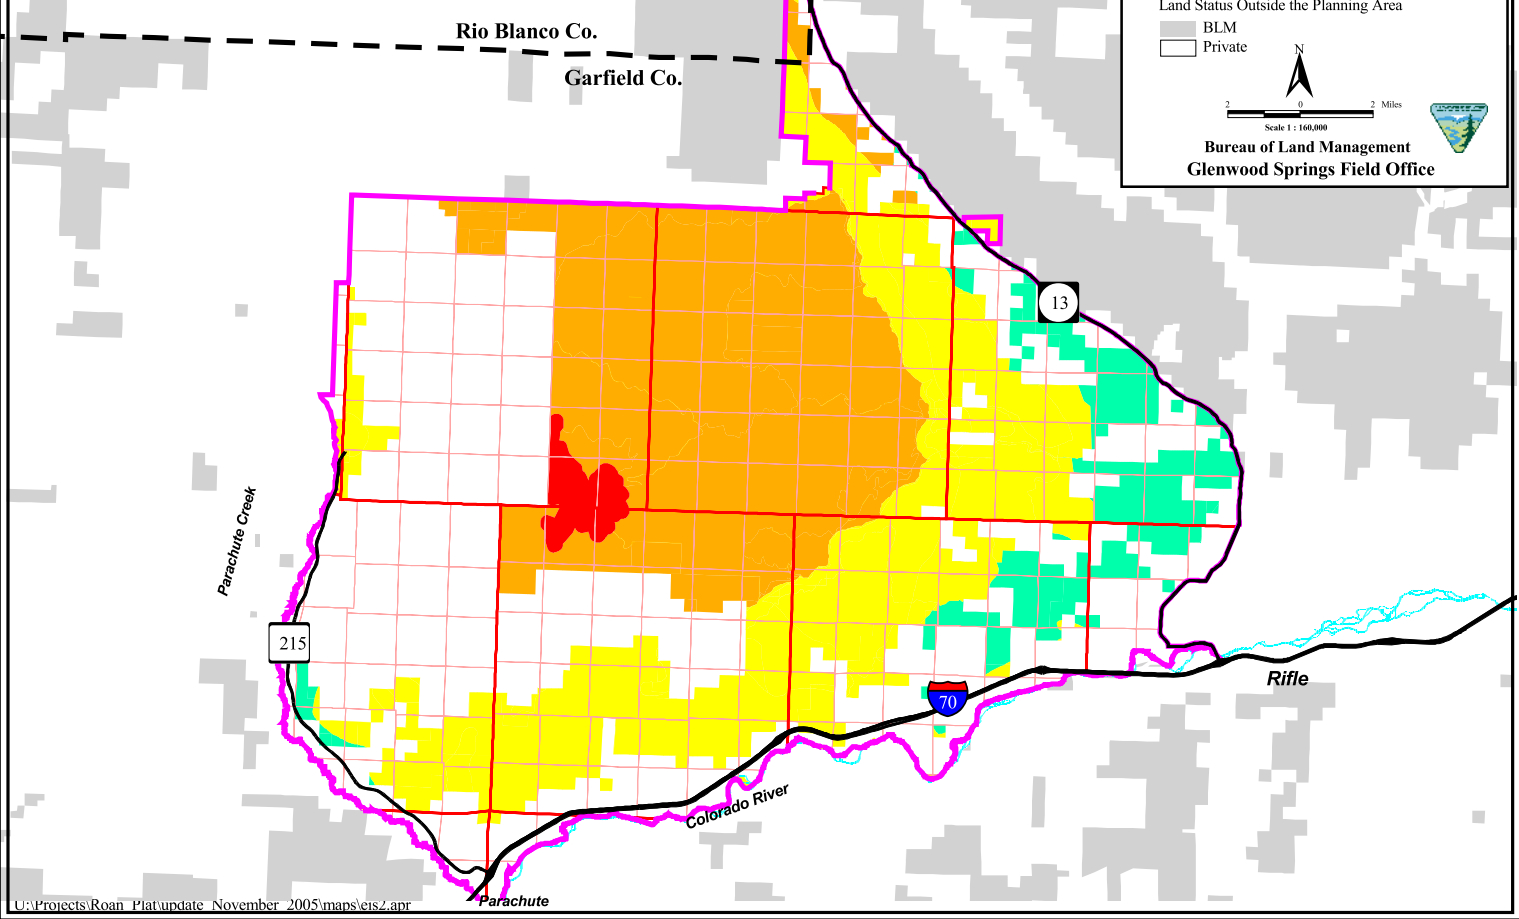 Land Status Outside the Planning Area
BLM
Private
N
2 0 2 Miles
Scale 1 : 160,000
Bureau of Land Management
Glenwood Springs Field Office
Rio Blanco Co.
Garfield Co.
13
Parachute Creek
215
70
Rifle
Colorado River
Parachute
U:\Projects\Roan_Plat\update_November_2005\maps\eis2.apr